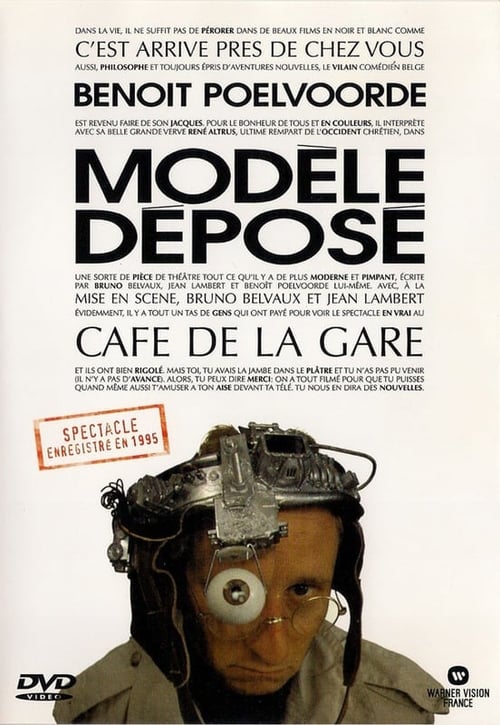 DANS LA VIE, IL NE SUFFIT PAS DE PÉRORER DANS DE BEAUX FILMS EN NOIR ET BLANC COMME
C'EST ARRIVE PRES DE CHEZ VOUS
AUSSI, PHILOSOPHE ET TOUJOURS ÉPRIS D'AVENTURES NOUVELLES, LE VILAIN COMÉDIEN BELGE
BENOIT POELVOORDE
EST REVENU FAIRE DE SON JACQUES. POUR LE BONHEUR DE TOUS ET EN COULEURS, IL INTERPRÈTE
AVEC SA BELLE GRANDE VERVE RENÉ ALTRUS, ULTIME REMPART DE L'OCCIDENT CHRÉTIEN, DANS
MODÈLE
DÉPOSÉ
UNE SORTE DE PIÈCE DE THÉATRE TOUT CE QU'IL Y A DE PLUS MODERNE ET PIMPANT, ÉCRITE
PAR BRUNO BELVAUX, JEAN LAMBERT ET BENOÎT POELVOORDE LUI-MÊME. AVEC, À LA
MISE EN SCENE, BRUNO BELVAUX ET JEAN LAMBERT
ÉVIDEMMENT, IL Y A TOUT UN TAS DE GENS QUI ONT PAYÉ POUR VOIR LE SPECTACLE EN VRAI AU
CAFE DE LA GARE
ET ILS ONT BIEN RIGOLÉ. MAIS TOI, TU AVAIS LA JAMBE DANS LE PLÂTRE ET TU N'AS PAS PU VENIR
(IL N'Y A PAS D'AVANCE). ALORS, TU PEUX DIRE MERCI: ON A TOUT FILMÉ POUR QUE TU PUISSES
QUAND MÊME AUSSI T'AMUSER A TON AISE DEVANT TA TÉLÉ. TU NOUS EN DIRA DES NOUVELLES.
SPECTACLE
ENREGISTRÉ EN 1995
DVD
VIDEO
WARNER VISION
FRANCE